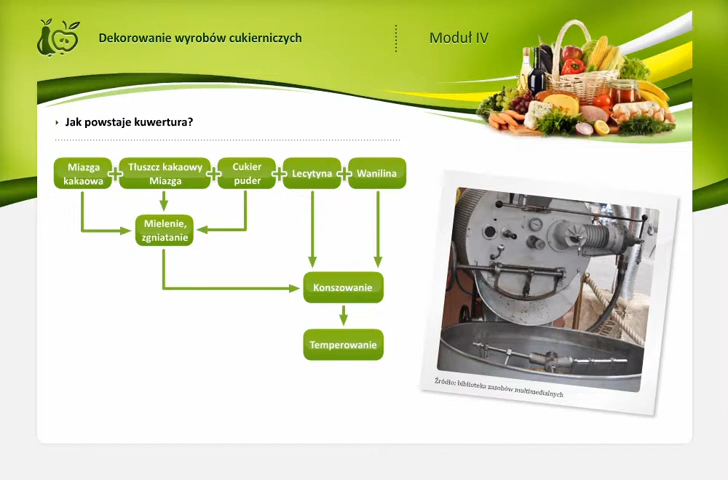 Dekorowanie wyrobów cukierniczych
Moduł IV
Jak powstaje kuwertura?
Miazga
kakaowa
Tłuszcz kakaowy
Miazga
Cukier
puder
Lecytyna
Wanilina
Mielenie,
zgniatanie
Konszowanie
Temperowanie
Źródło: biblioteka zasobów multimedialnych